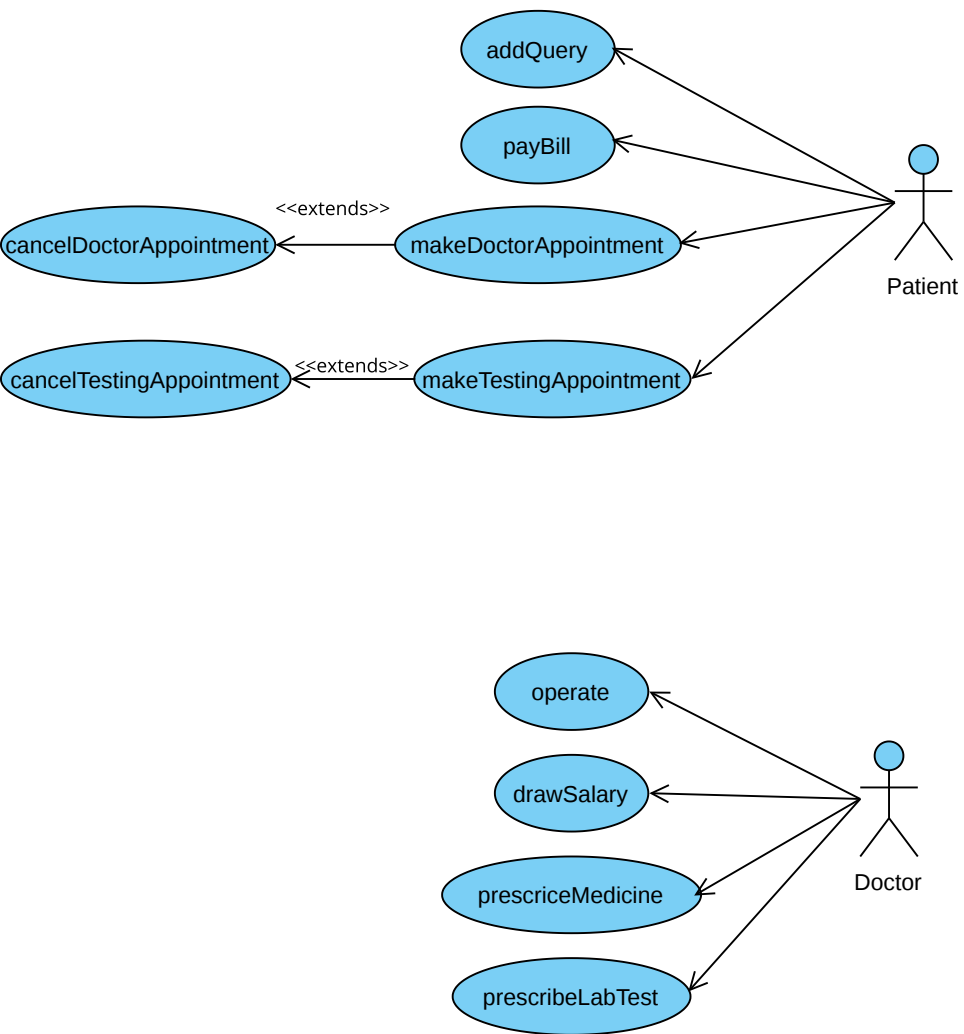 addQuery
payBill
<<extends>>
cancelDoctorAppointment
makeDoctorAppointment
Patient
<<extends>>
cancelTestingAppointment
makeTestingAppointment
operate
drawSalary
Doctor
prescriceMedicine
prescribeLabTest